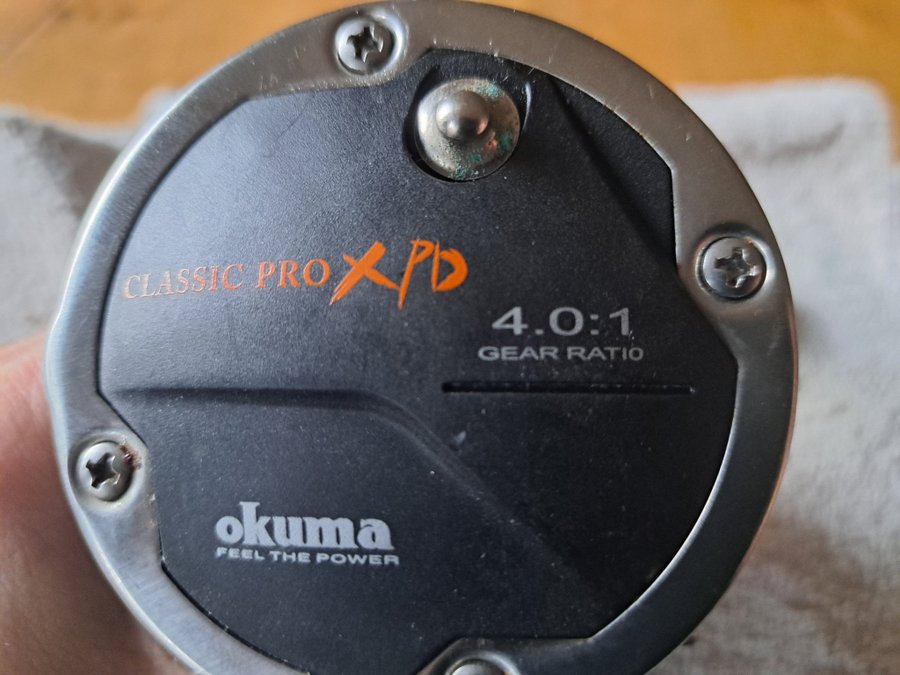 CLASSIC PRO XPD
4.0:1
GEAR RATIO
okuma
FEEL THE POWER